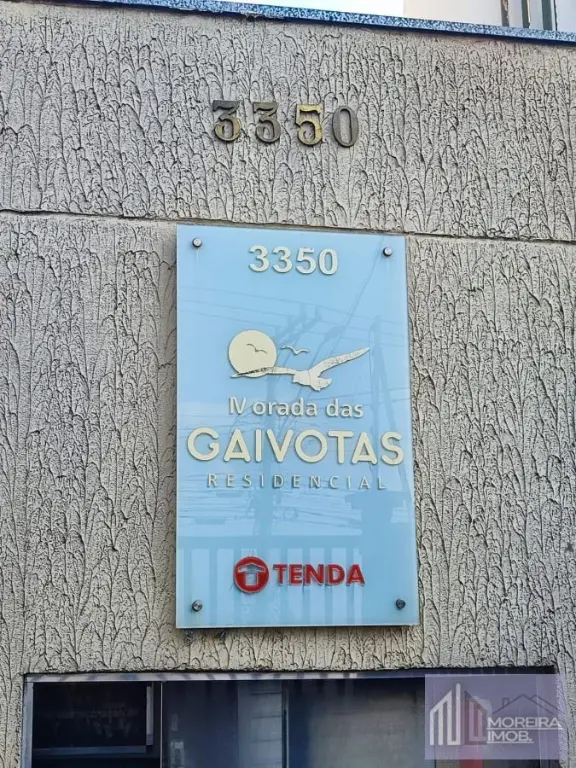 3350
3350
Morada das
GAIVOTAS
RESIDENCIAL
TENDA
MOREIRA
IMOB.